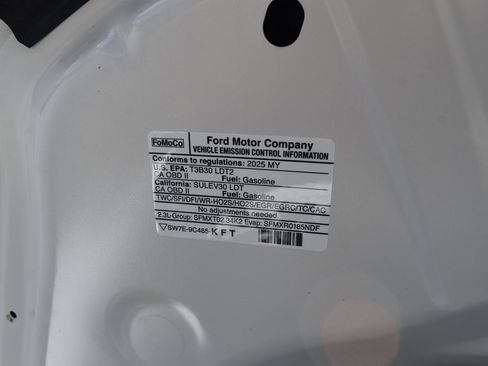 FoMoCo
Ford Motor Company
VEHICLE EMISSION CONTROL INFORMATION
Conforms to regulations: 2025 MY
U.S. EPA: T3B30 LDT2
CA OBD II Fuel: Gasoline
California: SULEV30 LDT
CA OBD II Fuel: Gasoline
TWC/SFI/DFI/WR-HO2S/HO2S/EGR/EGRC/TC/CAC
No adjustments needed.
2.3L-Group: SFMXT02.34K2 Evap: SFMXR0185NDF
SW7E-9C485-KFT